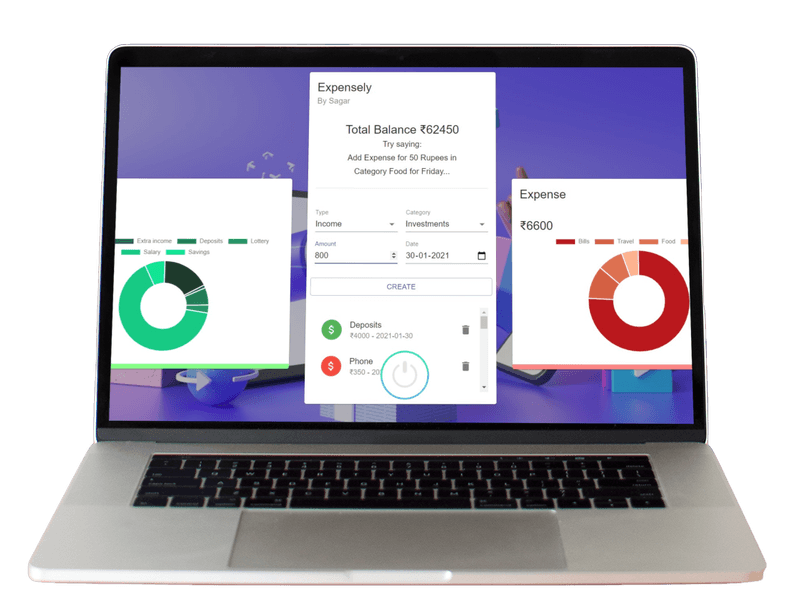 Expensely
By Sagar
Total Balance ₹62450
Try saying:
Add Expense for 50 Rupees in
Category Food for Friday...
Type
Category
Income
Investments
Amount
Date
800
30-01-2021
CREATE
Deposits
₹4000 - 2021-01-30
Phone
₹350 - 20
Extra income
Deposits
Lottery
Salary
Savings
Expense
₹6600
Bills
Travel
Food